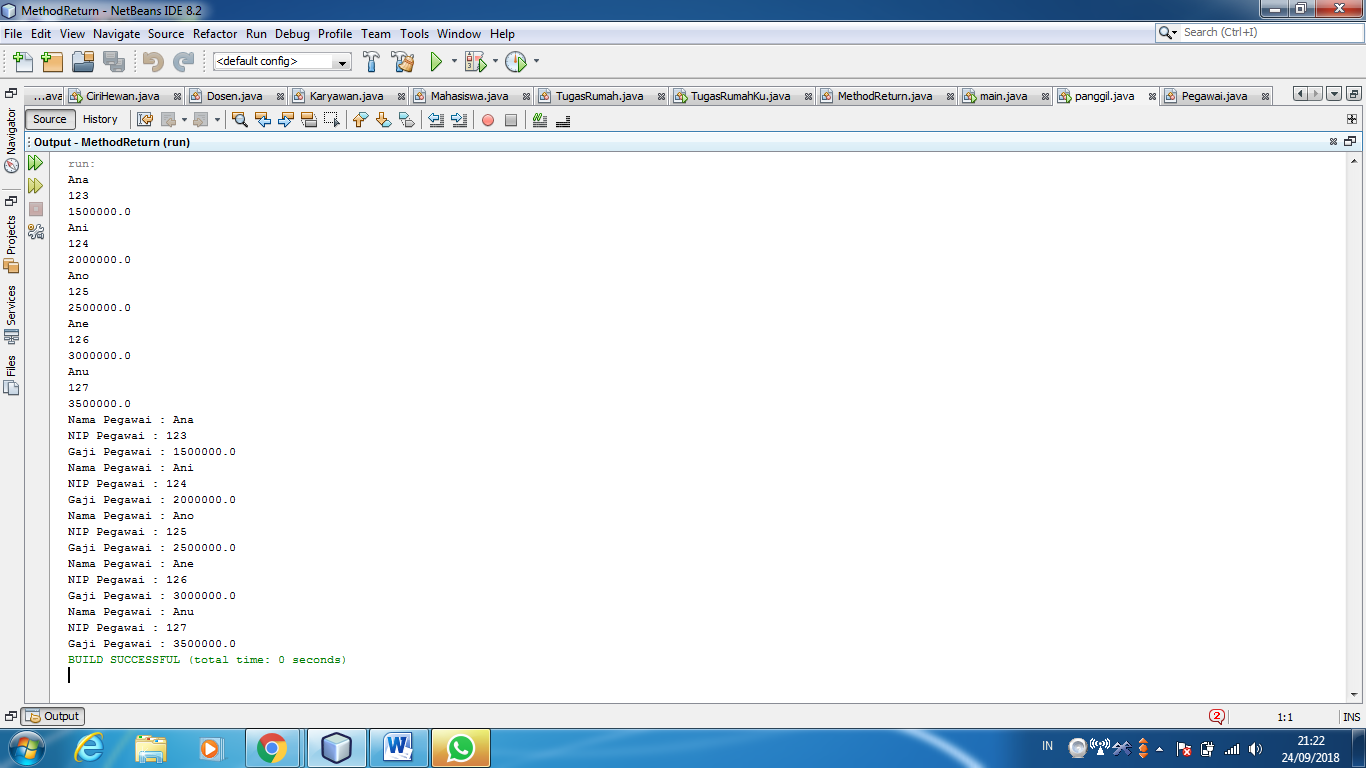 MethodReturn - NetBeans IDE 8.2
File Edit View Navigate Source Refactor Run Debug Profile Team Tools Window Help
Search (Ctrl+I)
<default config>
...ava CiriHewan.java Dosen.java Karyawan.java Mahasiswa.java TugasRumah.java TugasRumahKu.java MethodReturn.java main.java panggil.java Pegawai.java
Source History
Navigator
Projects
Services
Files
Output - MethodReturn (run)
run:
Ana
123
1500000.0
Ani
124
2000000.0
Ano
125
2500000.0
Ane
126
3000000.0
Anu
127
3500000.0
Nama Pegawai : Ana
NIP Pegawai : 123
Gaji Pegawai : 1500000.0
Nama Pegawai : Ani
NIP Pegawai : 124
Gaji Pegawai : 2000000.0
Nama Pegawai : Ano
NIP Pegawai : 125
Gaji Pegawai : 2500000.0
Nama Pegawai : Ane
NIP Pegawai : 126
Gaji Pegawai : 3000000.0
Nama Pegawai : Anu
NIP Pegawai : 127
Gaji Pegawai : 3500000.0
BUILD SUCCESSFUL (total time: 0 seconds)
Output
2
1:1
INS
IN
21:22
24/09/2018